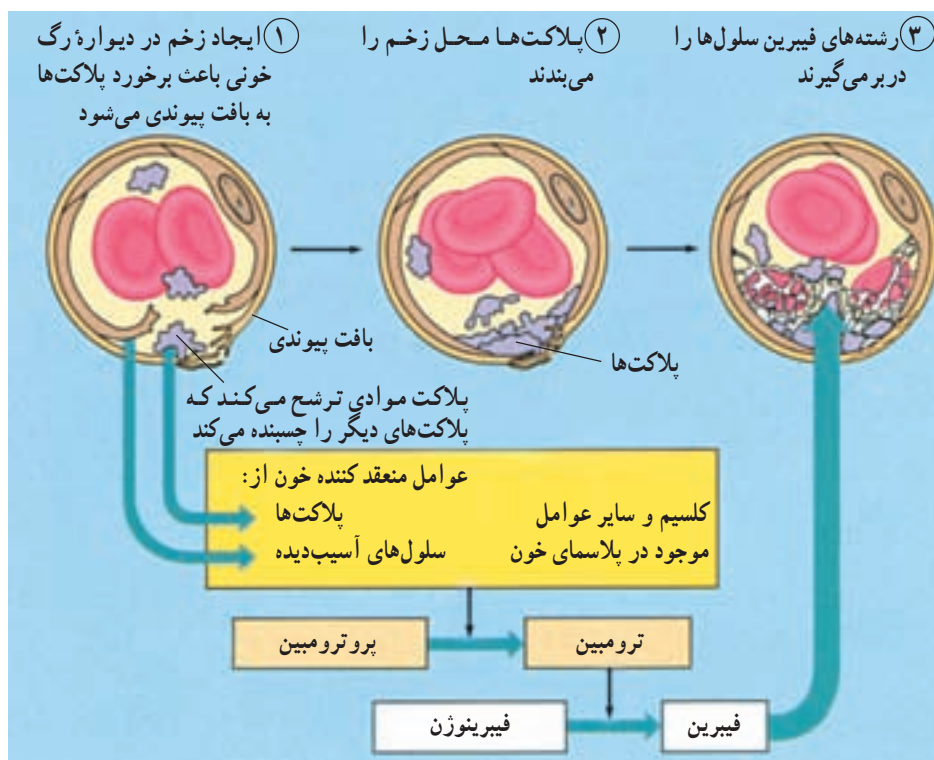 ۱ ایجاد زخم در دیوارهٔ رگ
خونی باعث برخورد پلاکت‌ها
به بافت پیوندی می‌شود
۲ پلاکت‌ها محل زخم را
می‌بندند
۳ رشته‌های فیبرین سلول‌ها را
دربرمی‌گیرند
بافت پیوندی
پلاکت‌ها
پلاکت موادی ترشح می‌کند که
پلاکت‌های دیگر را چسبنده می‌کند
عوامل منعقد کننده خون از:
پلاکت‌ها
سلول‌های آسیب‌دیده
کلسیم و سایر عوامل
موجود در پلاسمای خون
پروترومبین
ترومبین
فیبرینوژن
فیبرین